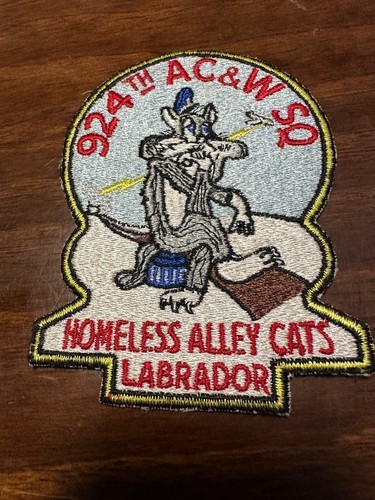 924TH AC&W SQ
HOMELESS ALLEY CATS
LABRADOR